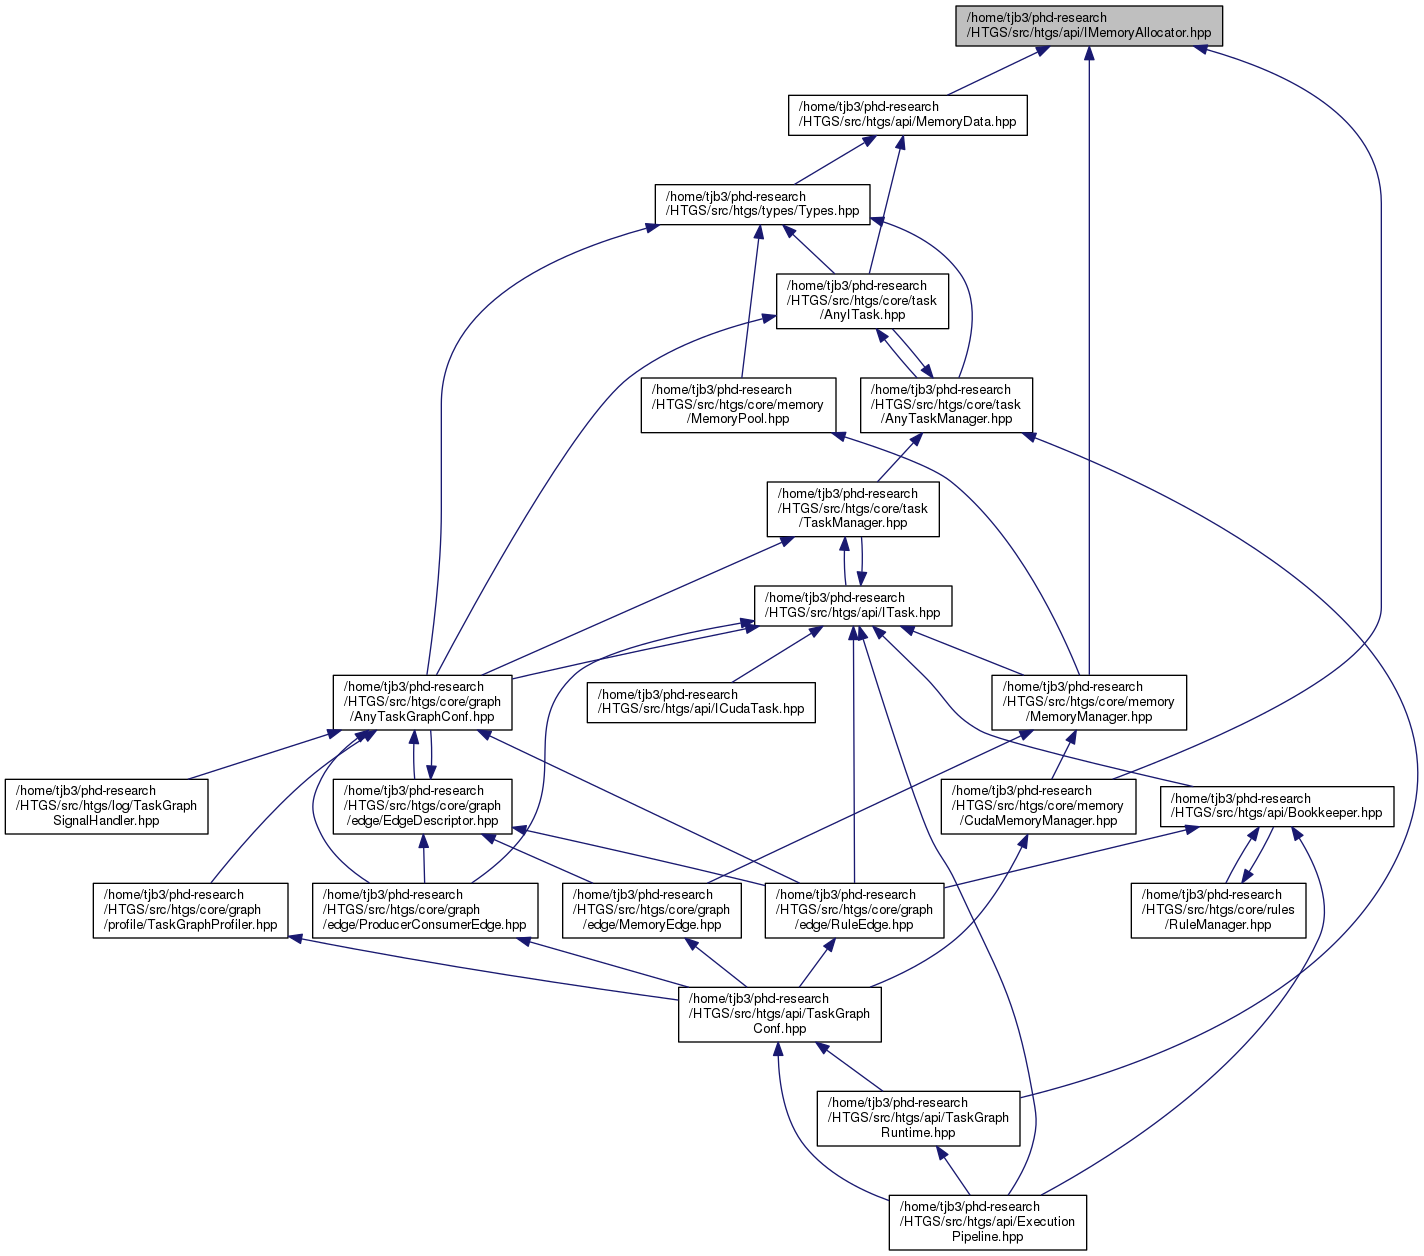 /home/tjb3/phd-research
/HTGS/src/htgs/api/IMemoryAllocator.hpp
/home/tjb3/phd-research
/HTGS/src/htgs/api/MemoryData.hpp
/home/tjb3/phd-research
/HTGS/src/htgs/types/Types.hpp
/home/tjb3/phd-research
/HTGS/src/htgs/core/task
/AnyITask.hpp
/home/tjb3/phd-research
/HTGS/src/htgs/core/memory
/MemoryPool.hpp
/home/tjb3/phd-research
/HTGS/src/htgs/core/task
/AnyTaskManager.hpp
/home/tjb3/phd-research
/HTGS/src/htgs/core/task
/TaskManager.hpp
/home/tjb3/phd-research
/HTGS/src/htgs/api/ITask.hpp
/home/tjb3/phd-research
/HTGS/src/htgs/core/graph
/AnyTaskGraphConf.hpp
/home/tjb3/phd-research
/HTGS/src/htgs/api/ICudaTask.hpp
/home/tjb3/phd-research
/HTGS/src/htgs/core/memory
/MemoryManager.hpp
/home/tjb3/phd-research
/HTGS/src/htgs/log/TaskGraph
SignalHandler.hpp
/home/tjb3/phd-research
/HTGS/src/htgs/core/graph
/edge/EdgeDescriptor.hpp
/home/tjb3/phd-research
/HTGS/src/htgs/core/memory
/CudaMemoryManager.hpp
/home/tjb3/phd-research
/HTGS/src/htgs/api/Bookkeeper.hpp
/home/tjb3/phd-research
/HTGS/src/htgs/core/graph
/profile/TaskGraphProfiler.hpp
/home/tjb3/phd-research
/HTGS/src/htgs/core/graph
/edge/ProducerConsumerEdge.hpp
/home/tjb3/phd-research
/HTGS/src/htgs/core/graph
/edge/MemoryEdge.hpp
/home/tjb3/phd-research
/HTGS/src/htgs/core/graph
/edge/RuleEdge.hpp
/home/tjb3/phd-research
/HTGS/src/htgs/core/rules
/RuleManager.hpp
/home/tjb3/phd-research
/HTGS/src/htgs/api/TaskGraph
Conf.hpp
/home/tjb3/phd-research
/HTGS/src/htgs/api/TaskGraph
Runtime.hpp
/home/tjb3/phd-research
/HTGS/src/htgs/api/Execution
Pipeline.hpp